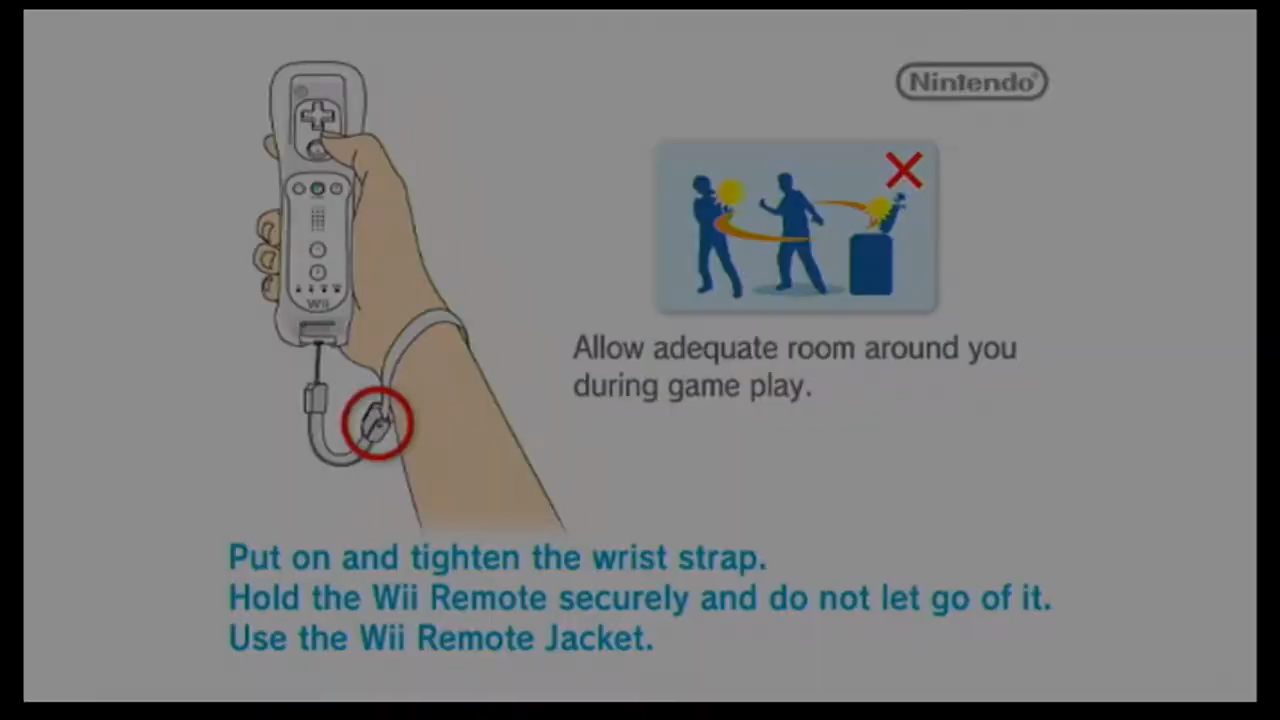 Nintendo®
Wii
Allow adequate room around you
during game play.
Put on and tighten the wrist strap.
Hold the Wii Remote securely and do not let go of it.
Use the Wii Remote Jacket.